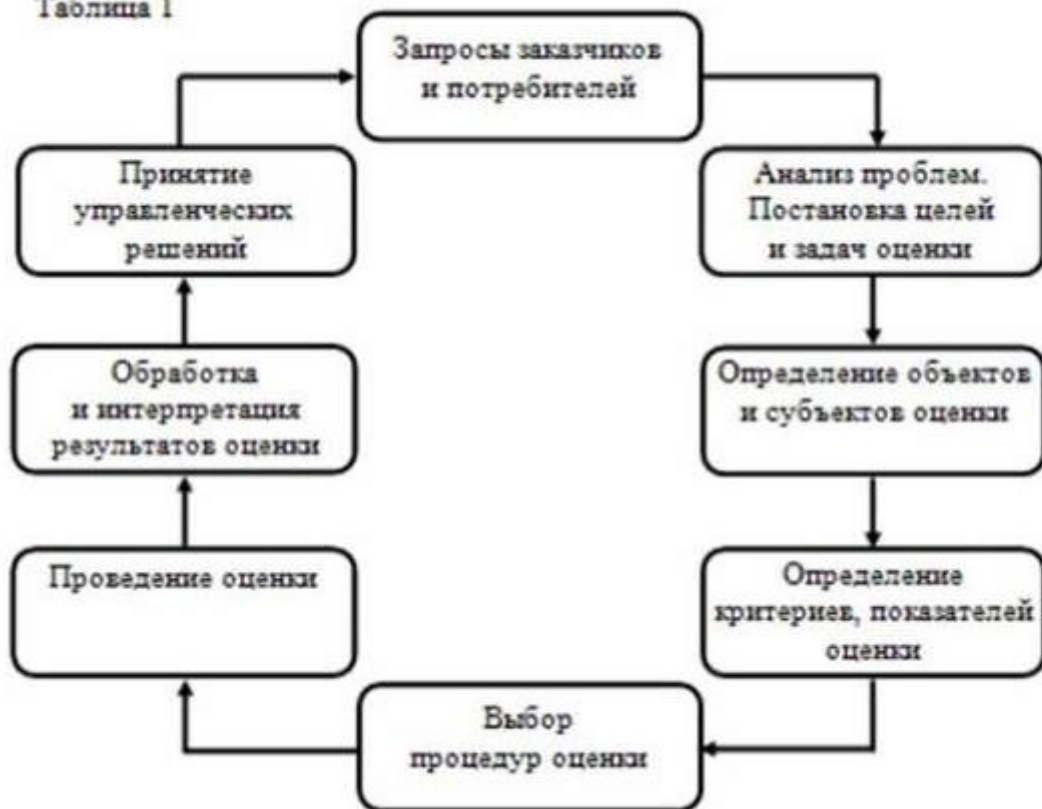 Таблица 1
Запросы заказчиков
и потребителей
Анализ проблем.
Постановка целей
и задач оценки
Определение объектов
и субъектов оценки
Определение
критериев, показателей
оценки
Выбор
процедур оценки
Проведение оценки
Обработка
и интерпретация
результатов оценки
Принятие
управленческих
решений